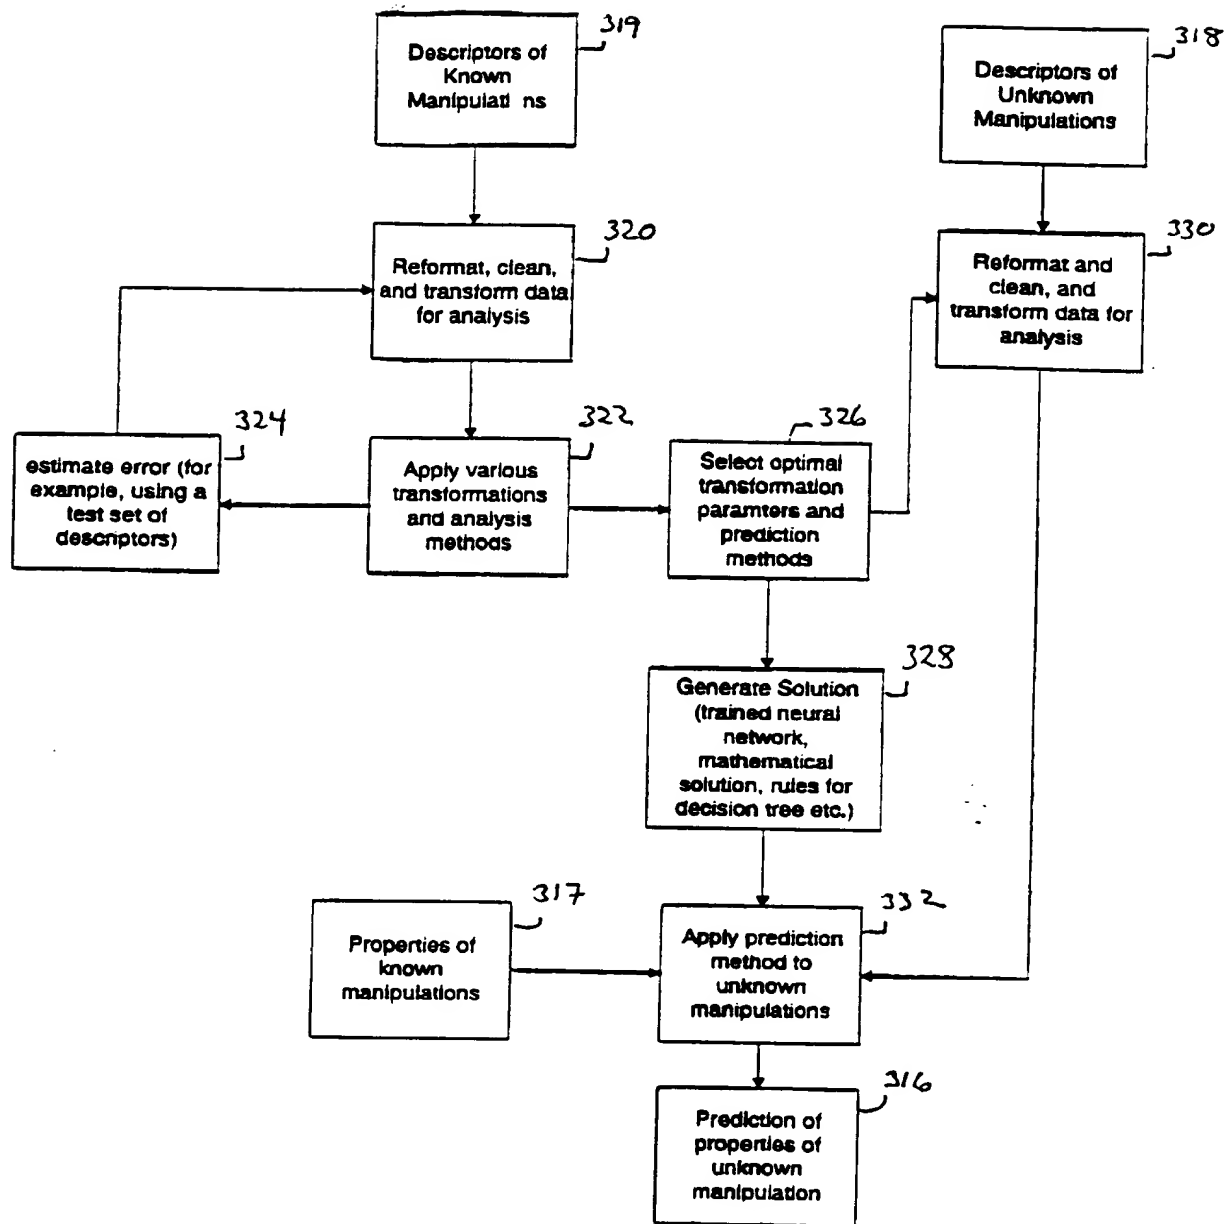 319
Descriptors of
Known
Manipulati ns
318
Descriptors of
Unknown
Manipulations
320
Reformat, clean,
and transform data
for analysis
330
Reformat and
clean, and
transform data for
analysis
324
estimate error (for
example, using a
test set of
descriptors)
322
Apply various
transformations
and analysis
methods
326
Select optimal
transformation
paramters and
prediction
methods
328
Generate Solution
(trained neural
network,
mathematical
solution, rules for
decision tree etc.)
317
Properties of
known
manipulations
332
Apply prediction
method to
unknown
manipulations
316
Prediction of
properties of
unknown
manipulation